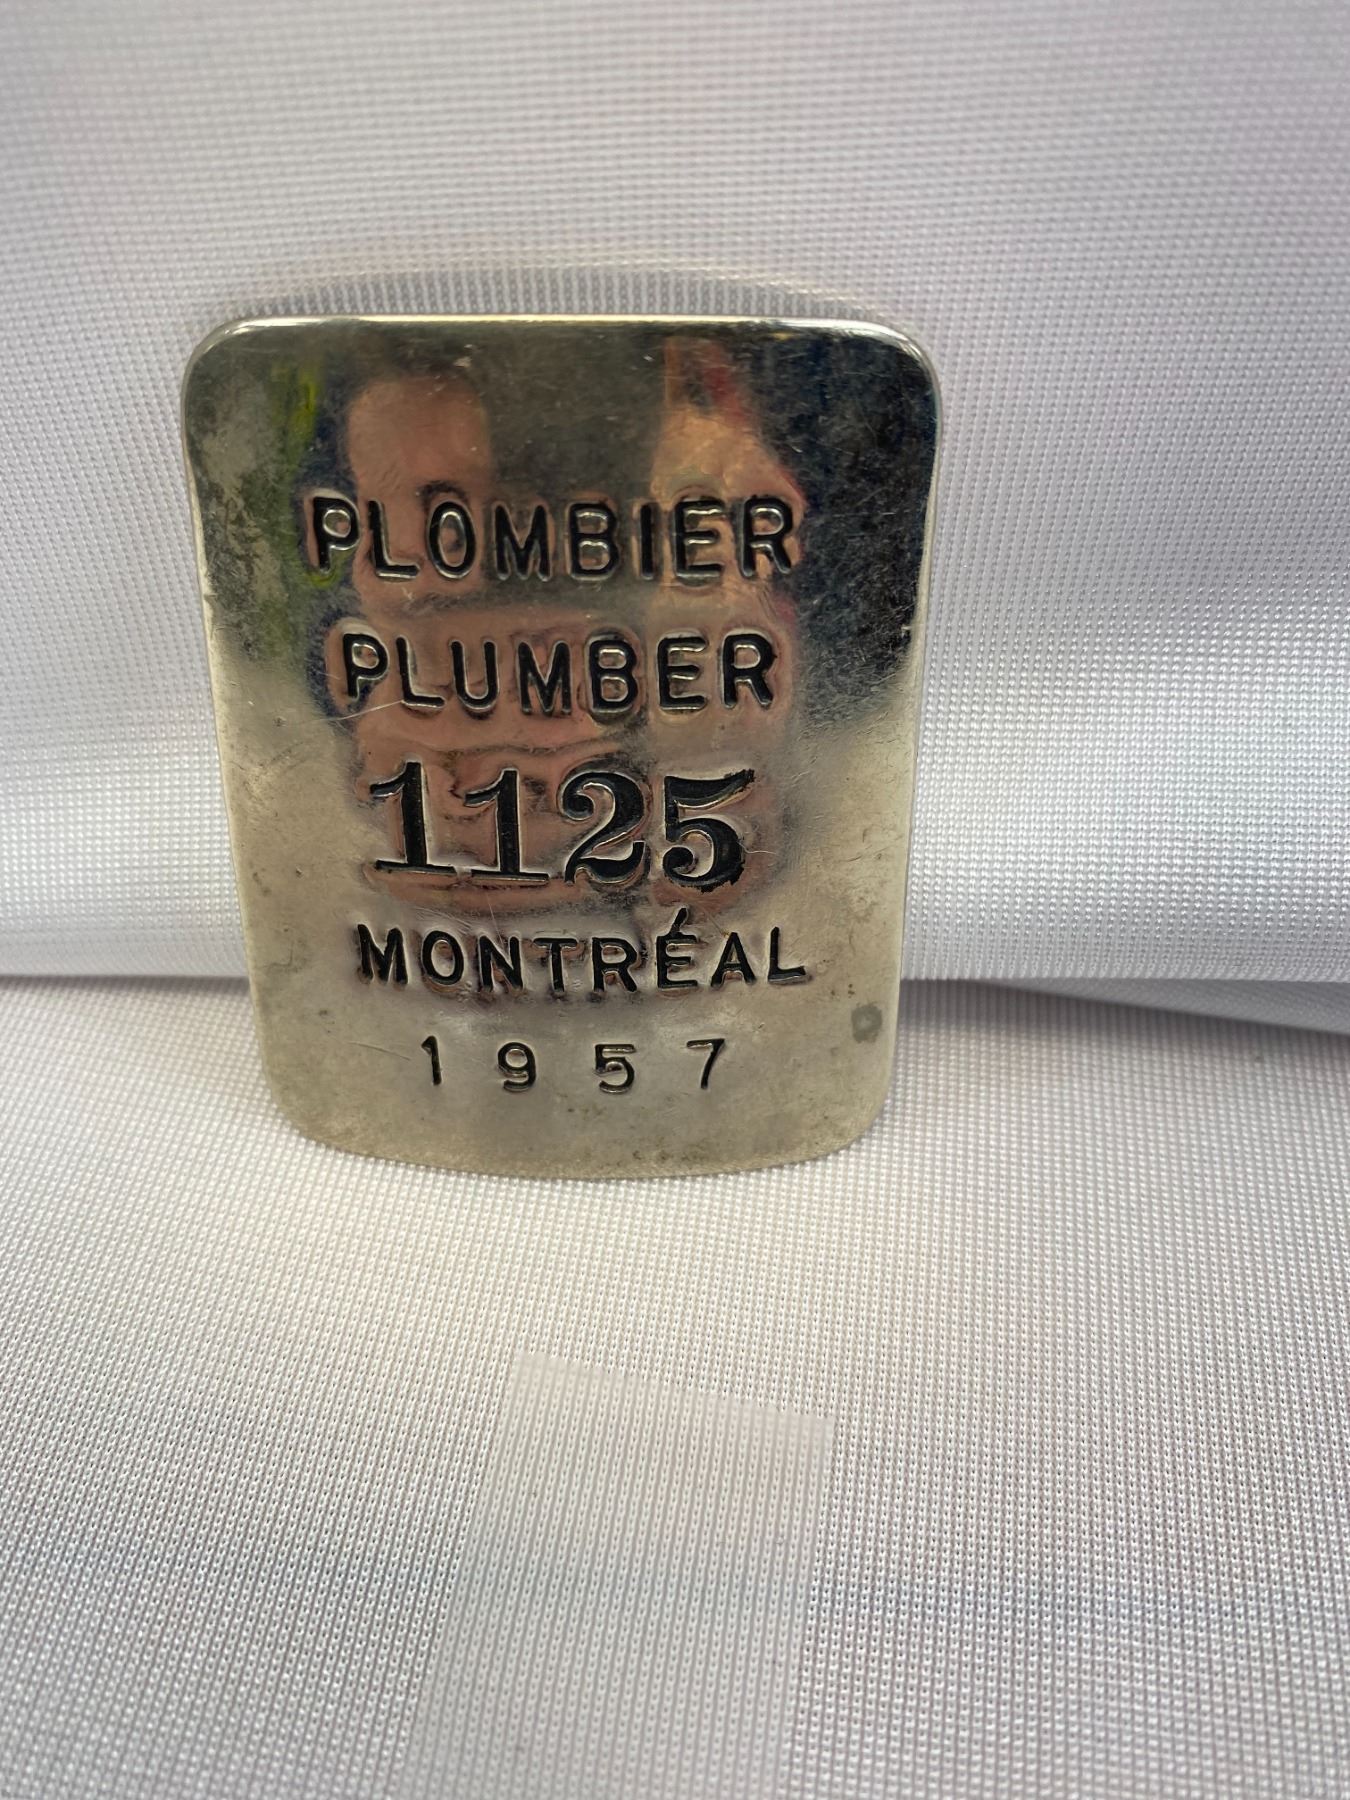 PLOMBIER
PLUMBER
1125
MONTRÉAL
1957